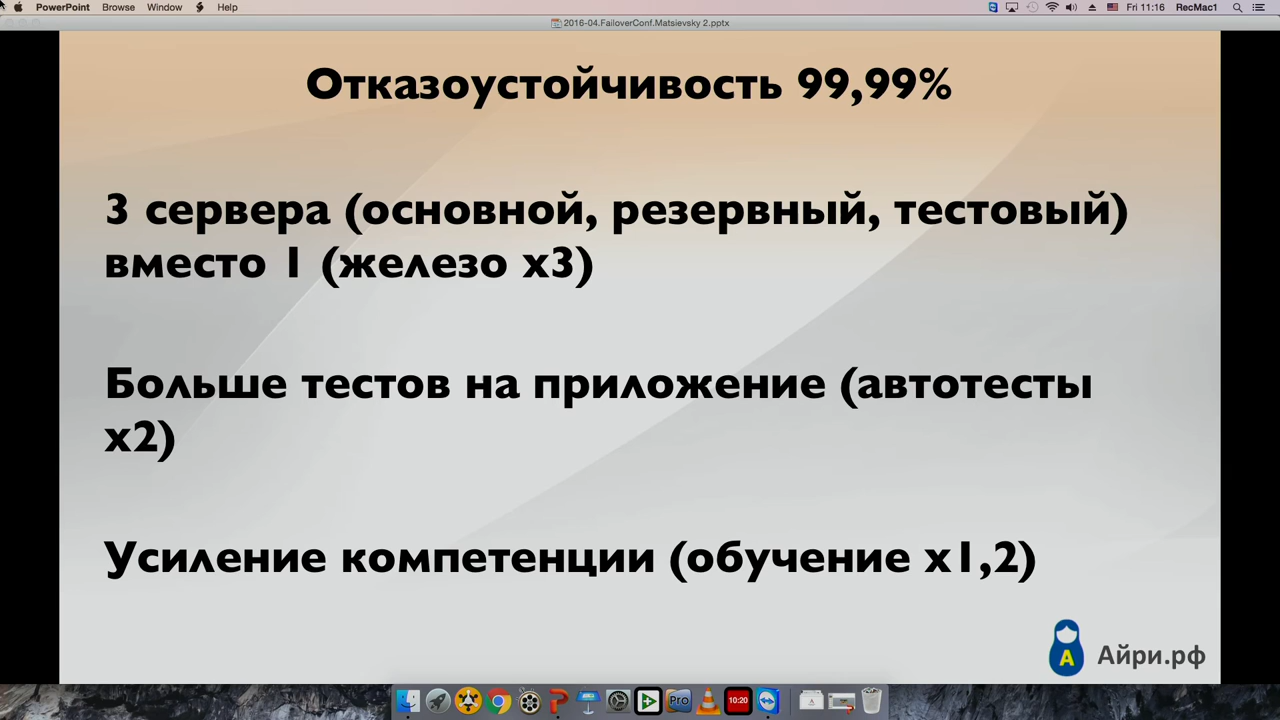 PowerPoint Browse Window Help Fri 11:16 RecMac1
2016-04.FailoverConf.Matsievsky 2.pptx
Отказоустойчивость 99,99%
3 сервера (основной, резервный, тестовый)
вместо 1 (железо x3)
Больше тестов на приложение (автотесты
x2)
Усиление компетенции (обучение x1,2)
А Айри.рф
Pro 10:20